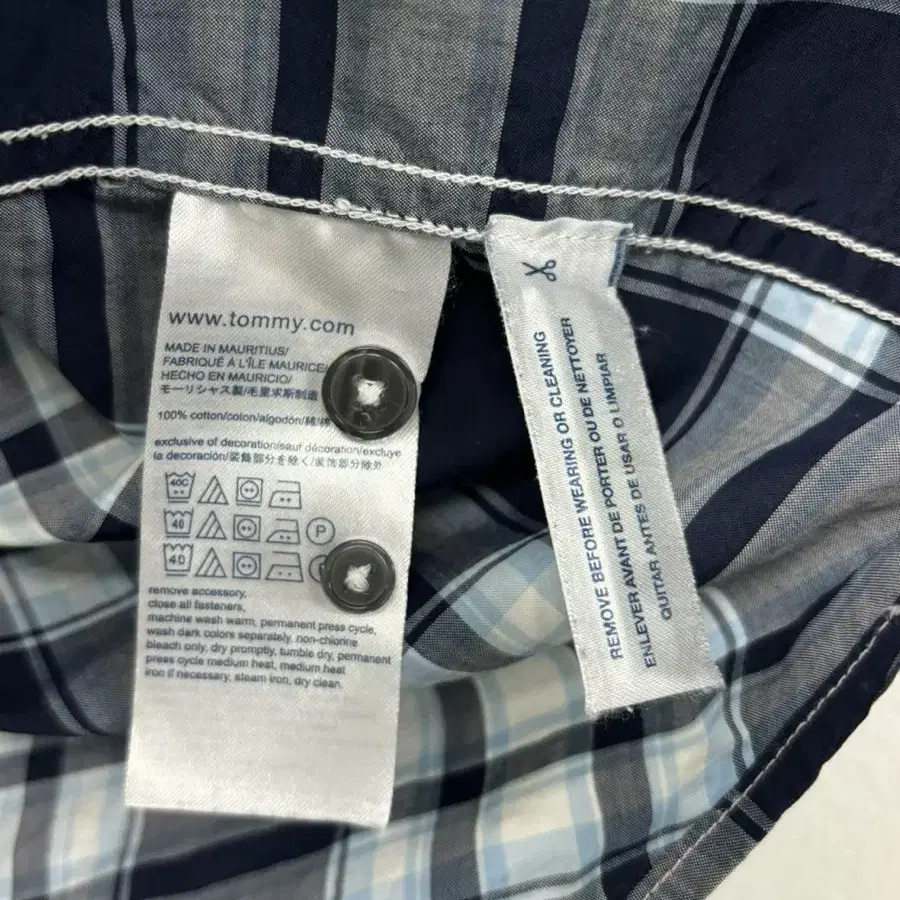 www.tommy.com
MADE IN MAURITIUS/
FABRIQUÉ À L'ÎLE MAURICE/
HECHO EN MAURICIO/
モーリシャス製/毛里求斯制造
100% cotton/coton/algodón/綿/棉
exclusive of decoration/sauf décoration/excluye
la decoración/装飾部分を除く/装饰部分除外
40C
40 P
40
remove accessory,
close all fasteners,
machine wash warm, permanent press cycle,
wash dark colors separately, non-chlorine
bleach only, dry promptly, tumble dry, permanent
press cycle medium heat, medium heat
iron if necessary, steam iron, dry clean.
REMOVE BEFORE WEARING OR CLEANING
ENLEVER AVANT DE PORTER OU DE NETTOYER
QUITAR ANTES DE USAR O LIMPIAR